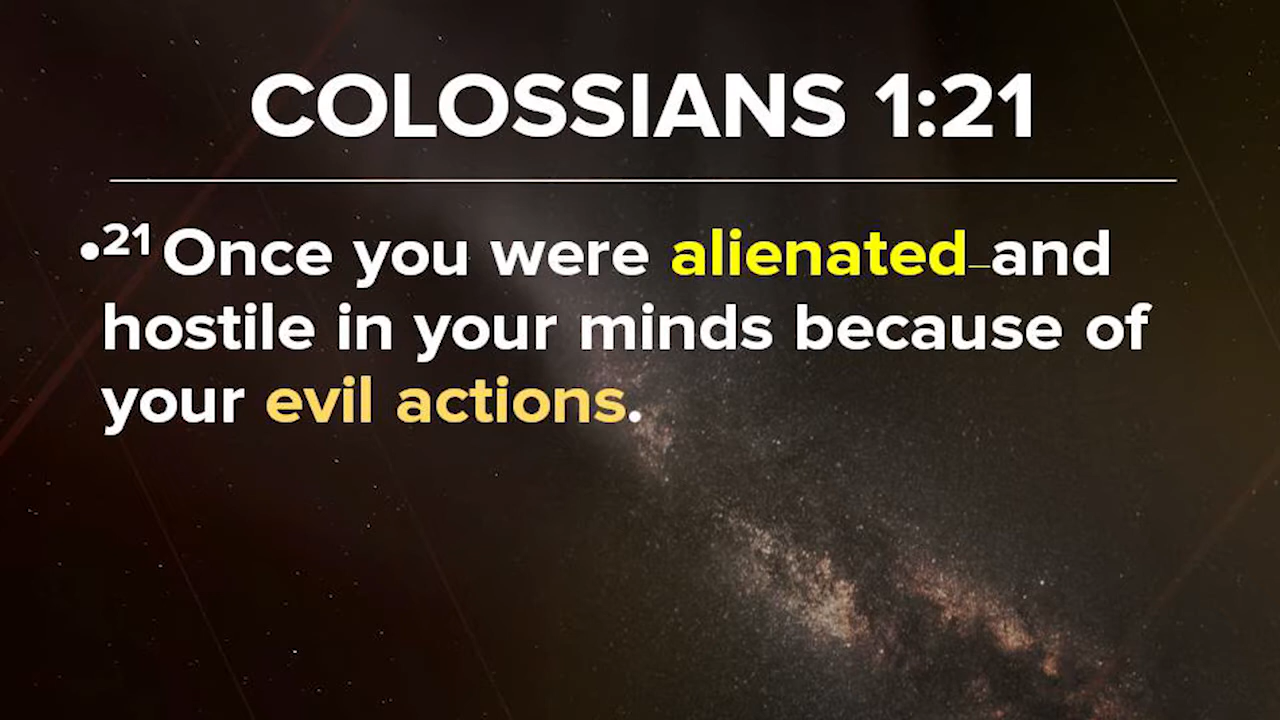 COLOSSIANS 1:21
•²¹ Once you were alienated and
hostile in your minds because of
your evil actions.